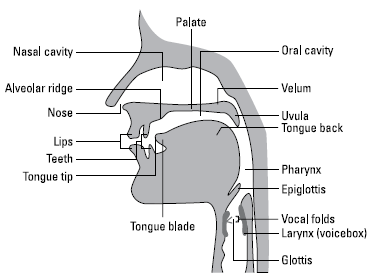 Palate
Nasal cavity
Oral cavity
Alveolar ridge
Velum
Nose
Uvula
Tongue back
Lips
Teeth
Pharynx
Tongue tip
Epiglottis
Tongue blade
Vocal folds
Larynx (voicebox)
Glottis